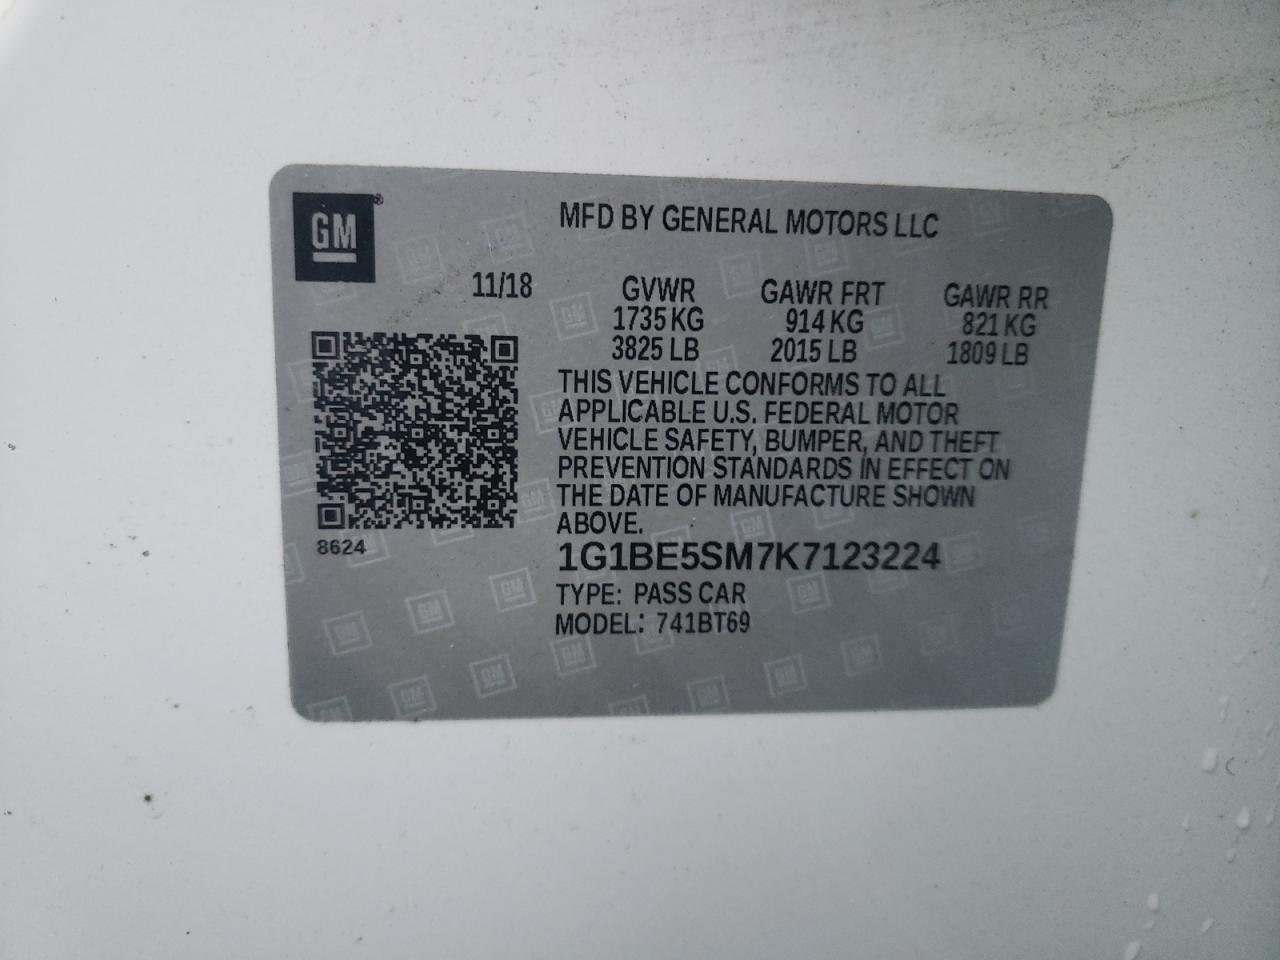 GM®
MFD BY GENERAL MOTORS LLC
11/18
GVWR GAWR FRT GAWR RR
1735 KG 914 KG 821 KG
3825 LB 2015 LB 1809 LB
THIS VEHICLE CONFORMS TO ALL
APPLICABLE U.S. FEDERAL MOTOR
VEHICLE SAFETY, BUMPER, AND THEFT
PREVENTION STANDARDS IN EFFECT ON
THE DATE OF MANUFACTURE SHOWN
ABOVE.
8624
1G1BE5SM7K7123224
TYPE: PASS CAR
MODEL: 741BT69